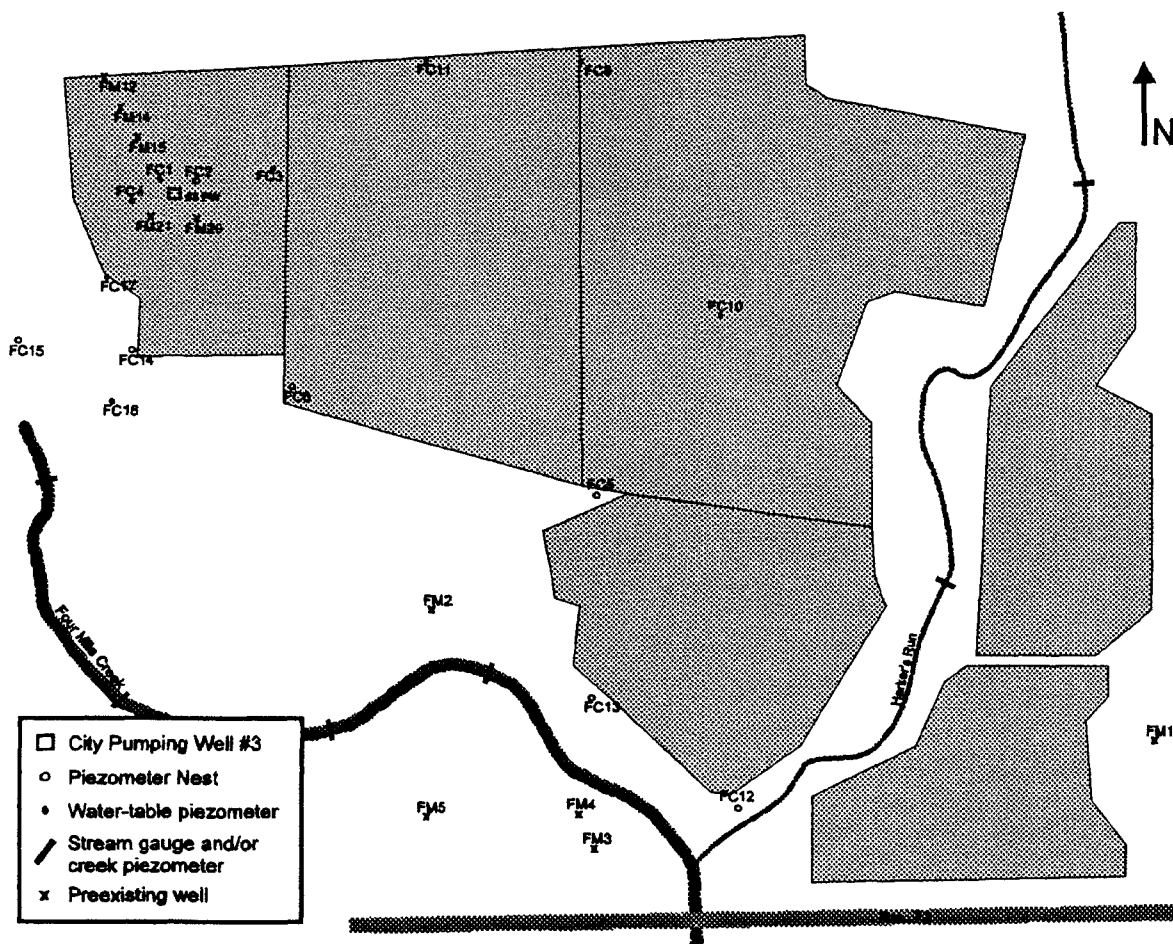 FC11
FC9
N
FM12
FM14
FM15
FC1
FC2
FC3
FC4
FM21
FM20
FC17
FC10
FC15
FC14
FC18
FC6
FC5
FM2
Four Mile Creek
Harker's Run
FC13
FM1
FC12
FM5
FM4
FM3
City Pumping Well #3
Piezometer Nest
Water-table piezometer
Stream gauge and/or
creek piezometer
Preexisting well